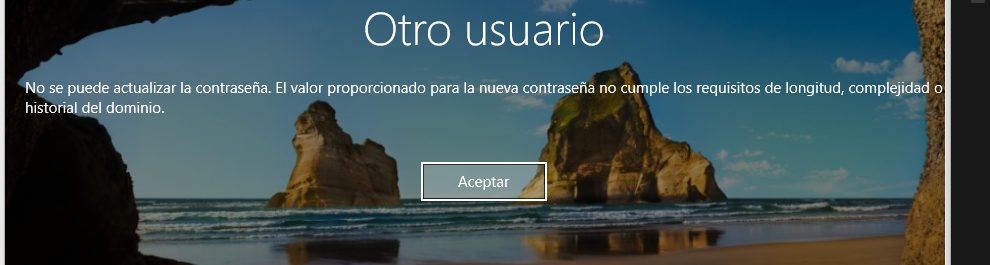 Otro usuario
No se puede actualizar la contraseña. El valor proporcionado para la nueva contraseña no cumple los requisitos de longitud, complejidad o
historial del dominio.
Aceptar